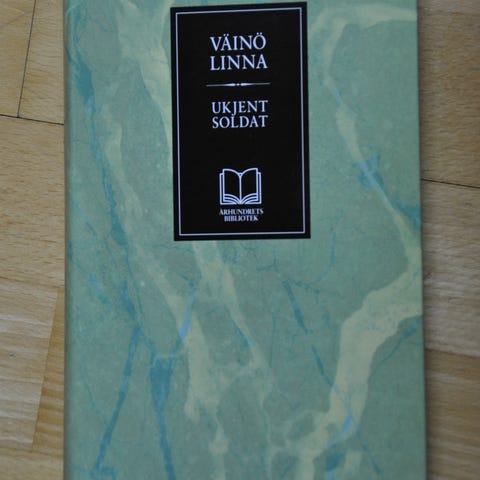 VÄINÖ
LINNA
UKJENT
SOLDAT
ÅRHUNDRETS
BIBLIOTEK